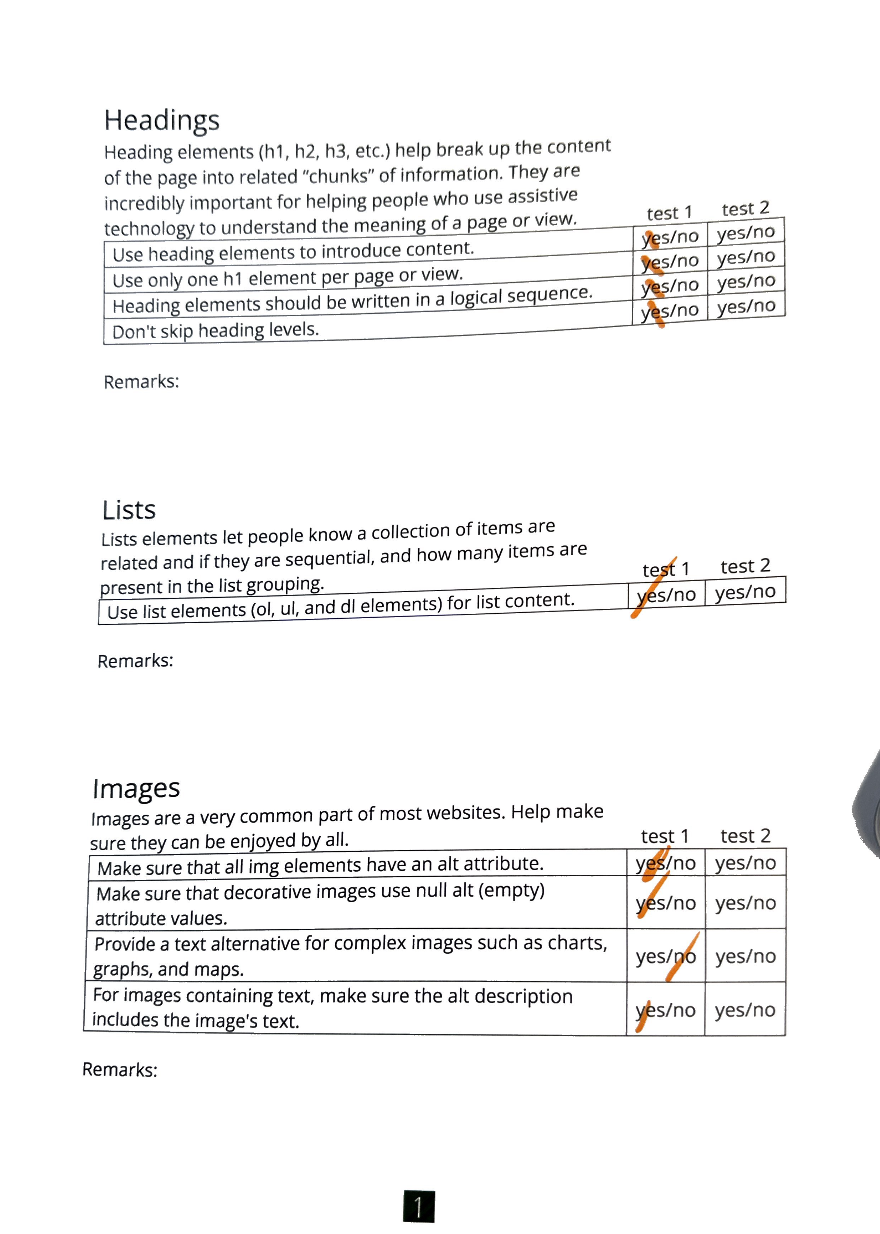 Headings
Heading elements (h1, h2, h3, etc.) help break up the content
of the page into related “chunks” of information. They are
incredibly important for helping people who use assistive
technology to understand the meaning of a page or view.
test 1 test 2
Use heading elements to introduce content. yes/no yes/no
Use only one h1 element per page or view. yes/no yes/no
Heading elements should be written in a logical sequence. yes/no yes/no
Don't skip heading levels. yes/no yes/no
Remarks:
Lists
Lists elements let people know a collection of items are
related and if they are sequential, and how many items are
present in the list grouping.
test 1 test 2
Use list elements (ol, ul, and dl elements) for list content. yes/no yes/no
Remarks:
Images
Images are a very common part of most websites. Help make
sure they can be enjoyed by all.
test 1 test 2
Make sure that all img elements have an alt attribute. yes/no yes/no
Make sure that decorative images use null alt (empty)
attribute values. yes/no yes/no
Provide a text alternative for complex images such as charts,
graphs, and maps. yes/no yes/no
For images containing text, make sure the alt description
includes the image's text. yes/no yes/no
Remarks:
1